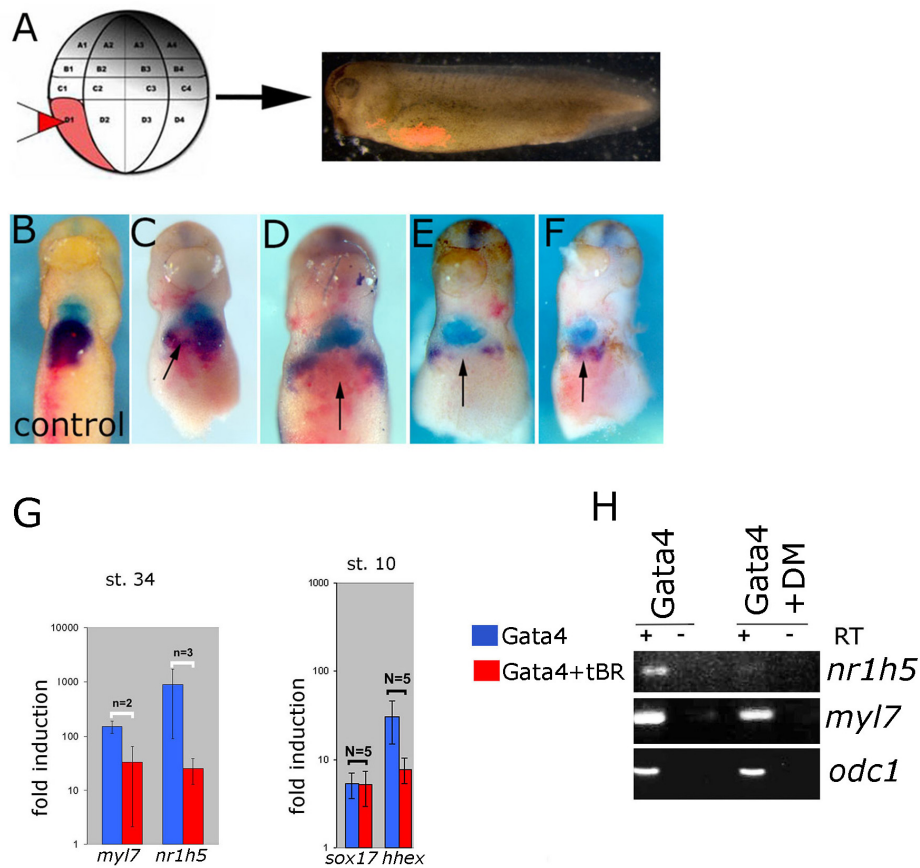 A
A1 A2 A3 A4
B1 B2 B3 B4
C1 C2 C3 C4
D1 D2 D3 D4
B
control
C
D
E
F
G
st. 34
fold induction
10000
1000
100
10
1
n=2
n=3
myl7 nr1h5
st. 10
fold induction
1000
100
10
1
N=5
N=5
sox17 hhex
Gata4
Gata4+tBR
H
Gata4
Gata4
+DM
+ - + - RT
nr1h5
myl7
odc1